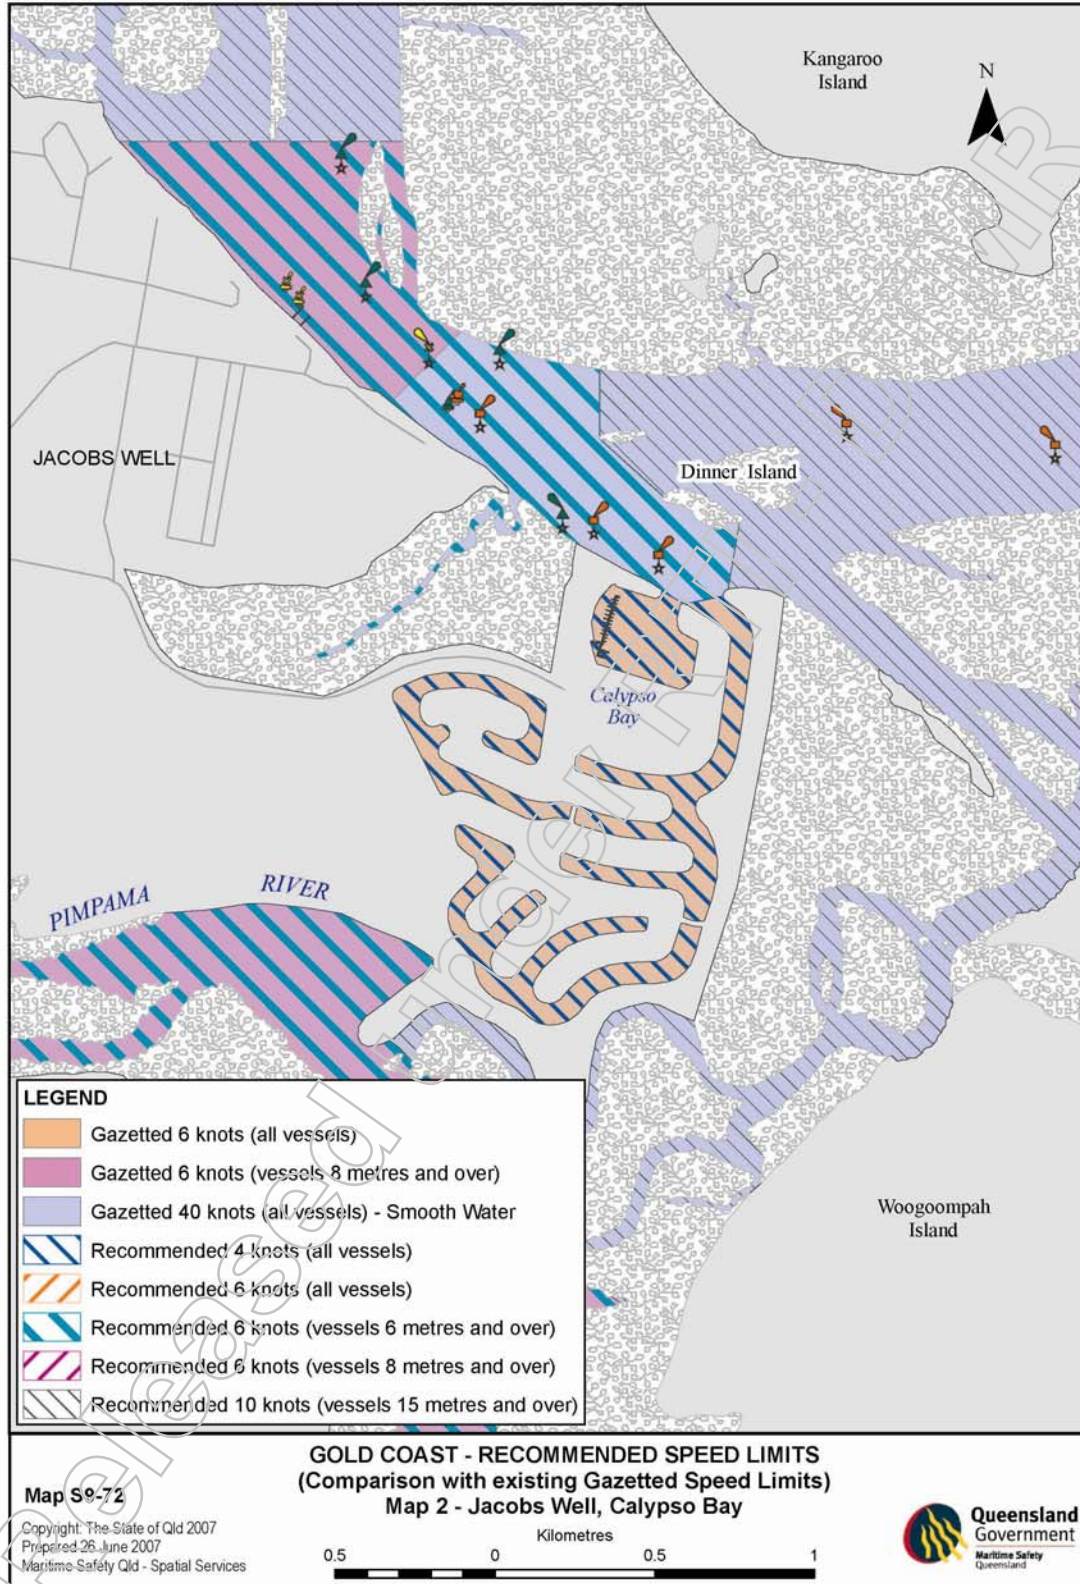 Kangaroo
Island
N
JACOBS WELL
Dinner Island
Calypso
Bay
PIMPAMA RIVER
Woogoompah
Island
LEGEND
Gazetted 6 knots (all vessels)
Gazetted 6 knots (vessels 8 metres and over)
Gazetted 40 knots (all vessels) - Smooth Water
Recommended 4 knots (all vessels)
Recommended 6 knots (all vessels)
Recommended 6 knots (vessels 6 metres and over)
Recommended 6 knots (vessels 8 metres and over)
Recommended 10 knots (vessels 15 metres and over)
GOLD COAST - RECOMMENDED SPEED LIMITS
(Comparison with existing Gazetted Speed Limits)
Map 2 - Jacobs Well, Calypso Bay
Map S9-72
Copyright: The State of Qld 2007
Prepared 26 June 2007
Maritime Safety Qld - Spatial Services
Kilometres
0.5 0 0.5 1
Queensland
Government
Maritime Safety
Queensland
Released under RTI - TMR